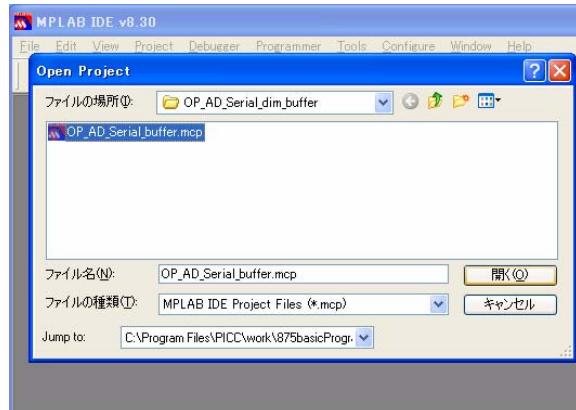 MPLAB IDE v8.30
File Edit View Project Debugger Programmer Tools Configure Window Help
Open Project
ファイルの場所(I): OP_AD_Serial_dim_buffer
OP_AD_Serial_buffer.mcp
ファイル名(N): OP_AD_Serial_buffer.mcp 開く(O)
ファイルの種類(T): MPLAB IDE Project Files (*.mcp) キャンセル
Jump to: C:\Program Files\PICC\work\875basicProgr